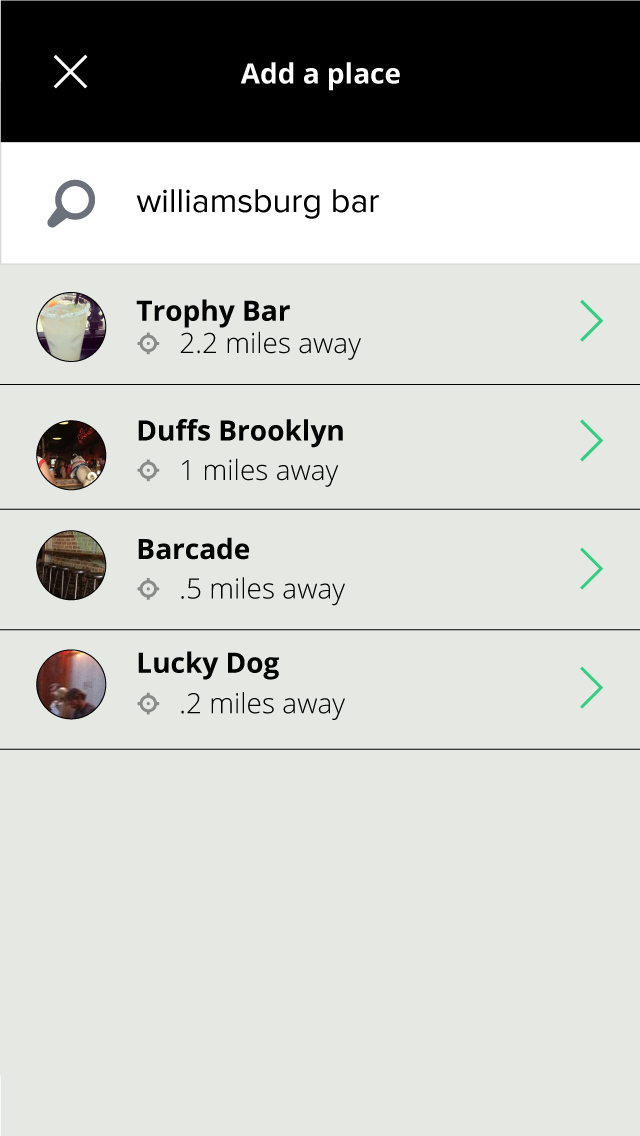 Add a place
williamsburg bar
Trophy Bar
2.2 miles away
Duffs Brooklyn
1 miles away
Barcade
.5 miles away
Lucky Dog
.2 miles away